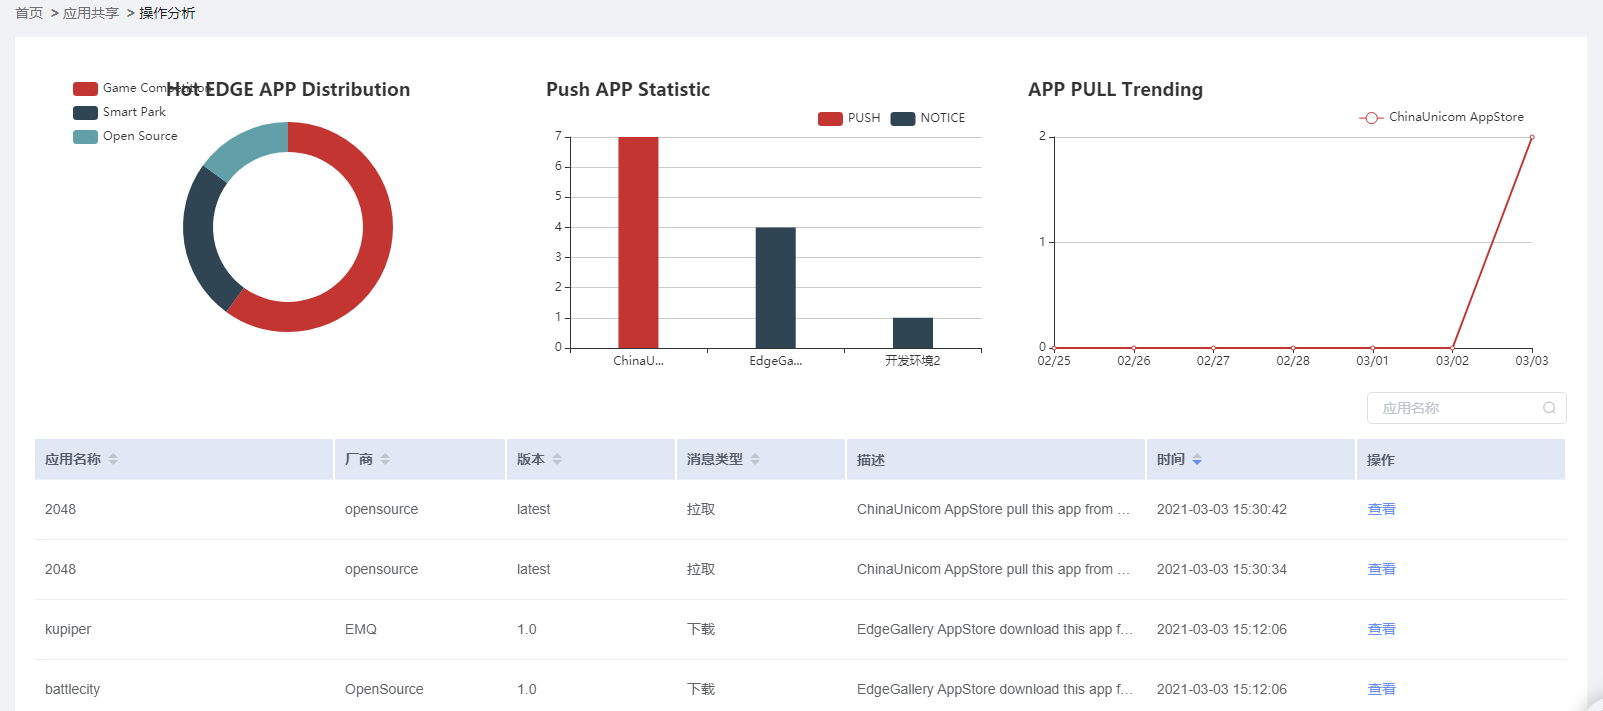 首页 > 应用共享 > 操作分析
Hot EDGE APP Distribution
Game Competition
Smart Park
Open Source
Push APP Statistic
PUSH NOTICE
7
6
5
4
3
2
1
0
ChinaU... EdgeGa... 开发环境2
APP PULL Trending
ChinaUnicom AppStore
2
1
0
02/25 02/26 02/27 02/28 03/01 03/02 03/03
应用名称
应用名称 厂商 版本 消息类型 描述 时间 操作
2048 opensource latest 拉取 ChinaUnicom AppStore pull this app from ... 2021-03-03 15:30:42 查看
2048 opensource latest 拉取 ChinaUnicom AppStore pull this app from ... 2021-03-03 15:30:34 查看
kupiper EMQ 1.0 下载 EdgeGallery AppStore download this app f... 2021-03-03 15:12:06 查看
battlecity OpenSource 1.0 下载 EdgeGallery AppStore download this app f... 2021-03-03 15:12:06 查看